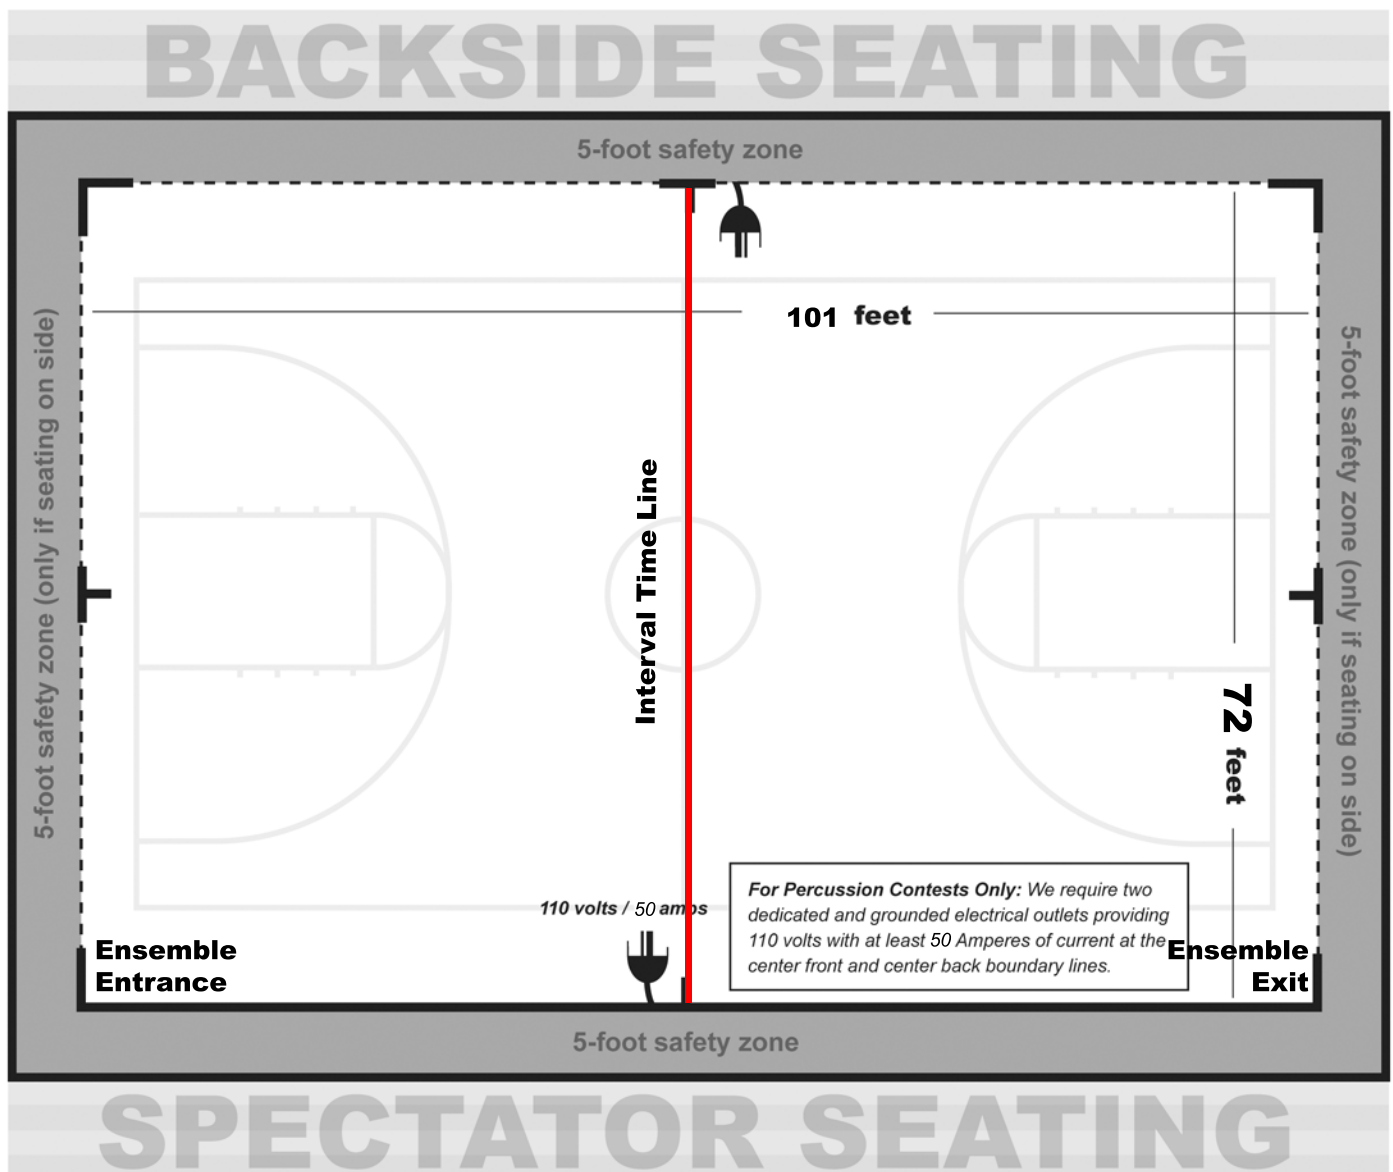 BACKSIDE SEATING
5-foot safety zone
101 feet
5-foot safety zone (only if seating on side)
Interval Time Line
5-foot safety zone (only if seating on side)
72 feet
110 volts / 50 amps
For Percussion Contests Only: We require two
dedicated and grounded electrical outlets providing
110 volts with at least 50 Amperes of current at the
center front and center back boundary lines.
Ensemble
Entrance
Ensemble
Exit
5-foot safety zone
SPECTATOR SEATING